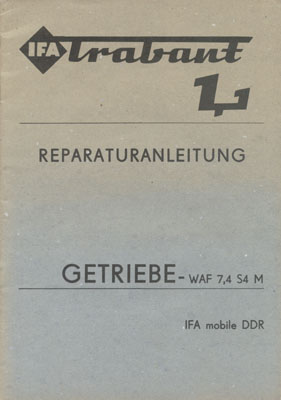 IFA Trabant
1,1
REPARATURANLEITUNG
GETRIEBE- WAF 7,4 S4 M
IFA mobile DDR